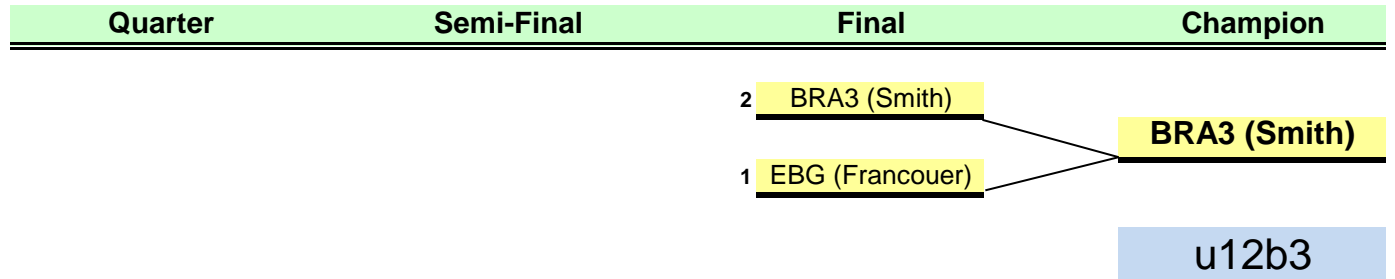 Quarter Semi-Final Final Champion
2 BRA3 (Smith)
BRA3 (Smith)
1 EBG (Francouer)
u12b3